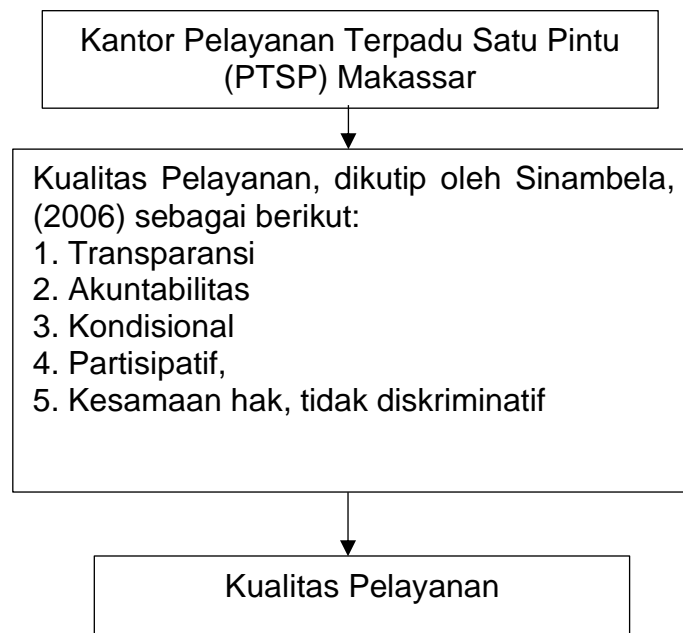 Kantor Pelayanan Terpadu Satu Pintu
(PTSP) Makassar
Kualitas Pelayanan, dikutip oleh Sinambela,
(2006) sebagai berikut:
1. Transparansi
2. Akuntabilitas
3. Kondisional
4. Partisipatif,
5. Kesamaan hak, tidak diskriminatif
Kualitas Pelayanan